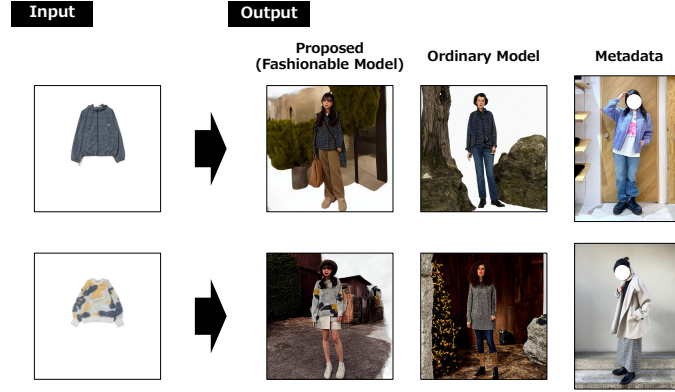 Input
Output
Proposed
(Fashionable Model)
Ordinary Model
Metadata